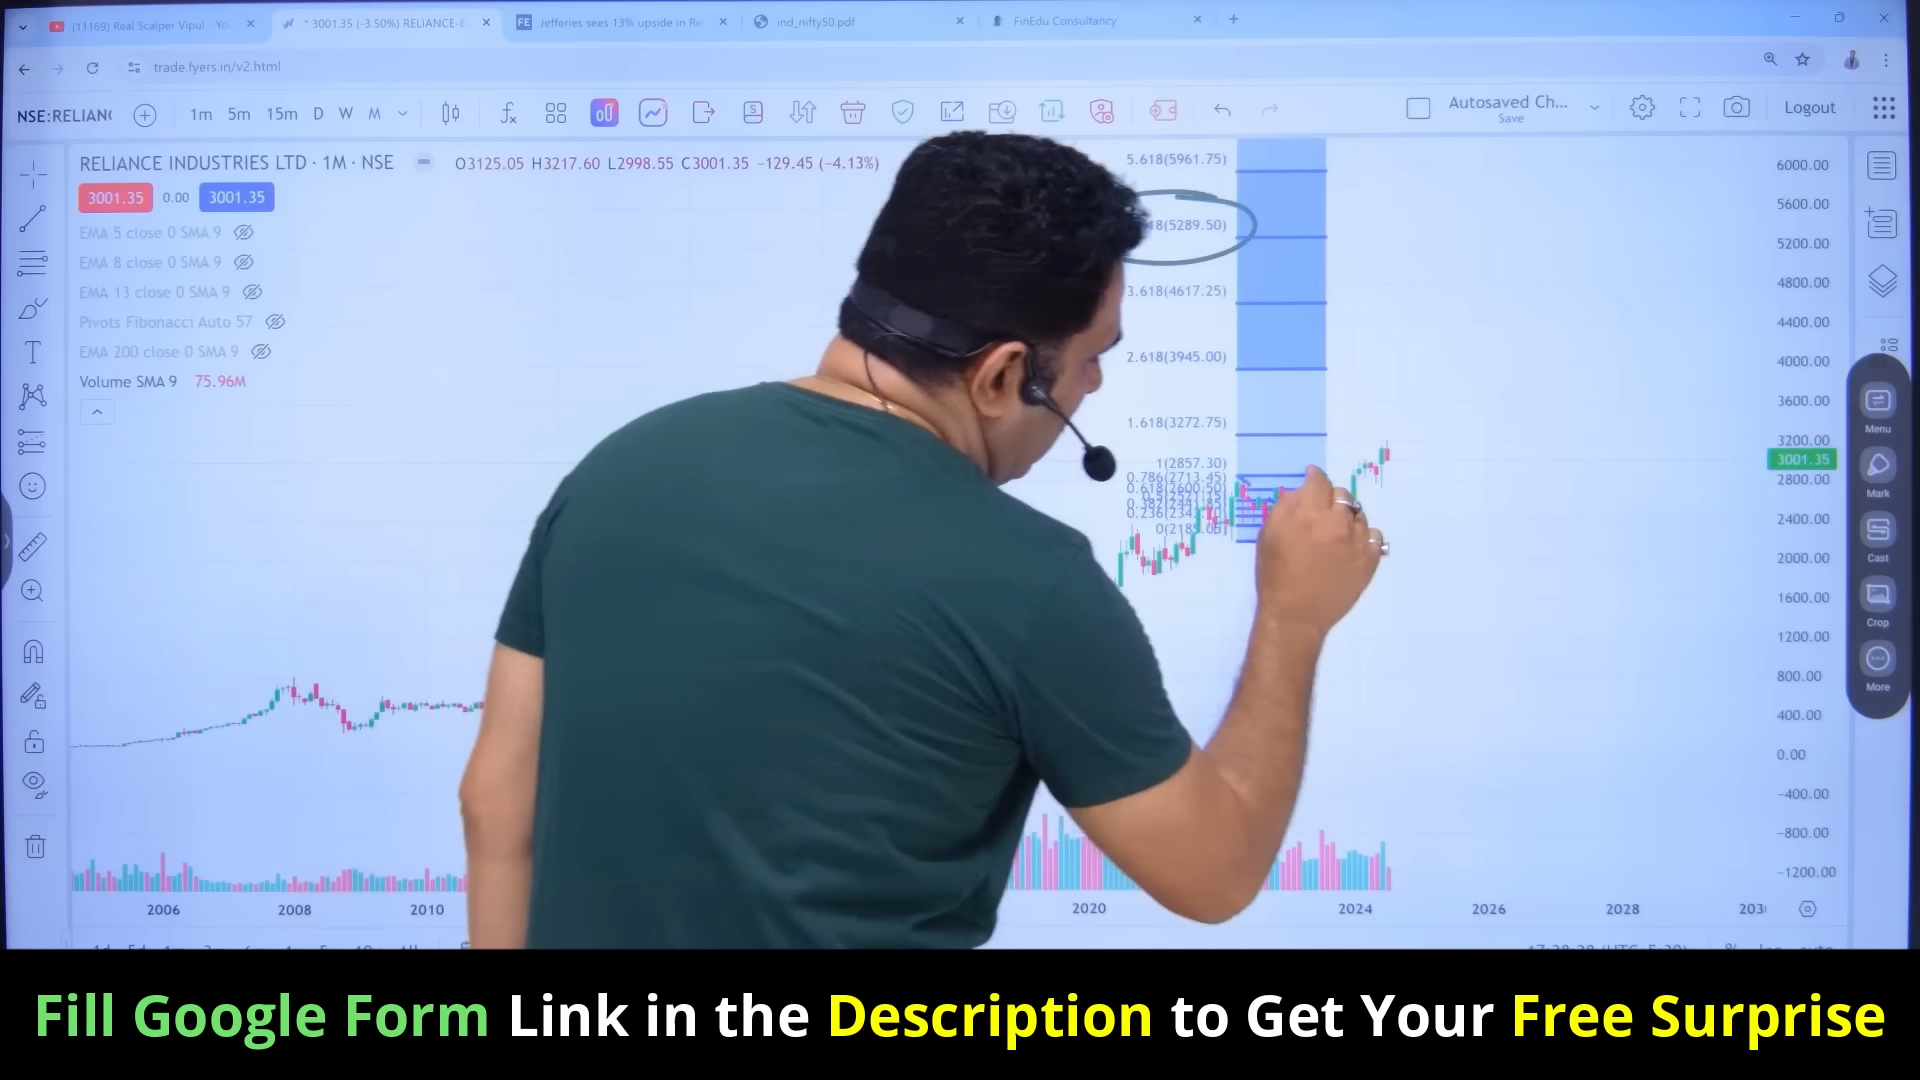 (11169) Real Scalper Vipul - Yo
* 3001.35 (-3.50%) RELIANCE-E
FE Jefferies sees 13% upside in Re
ind_nifty50.pdf
FinEdu Consultancy
trade.fyers.in/v2.html
NSE:RELIANC
1m 5m 15m D W M
Autosaved Ch...
Save
Logout
RELIANCE INDUSTRIES LTD · 1M · NSE
O3125.05 H3217.60 L2998.55 C3001.35 −129.45 (−4.13%)
3001.35 0.00 3001.35
EMA 5 close 0 SMA 9
EMA 8 close 0 SMA 9
EMA 13 close 0 SMA 9
Pivots Fibonacci Auto 57
EMA 200 close 0 SMA 9
Volume SMA 9 75.96M
5.618(5961.75)
18(5289.50)
3.618(4617.25)
2.618(3945.00)
1.618(3272.75)
1(2857.30)
0.786(2713.45)
0.618(2600.50)
0(2185.05)
6000.00
5600.00
5200.00
4800.00
4400.00
4000.00
3600.00
3200.00
3001.35
2800.00
2400.00
2000.00
1600.00
1200.00
800.00
400.00
0.00
−400.00
−800.00
−1200.00
Menu
Mark
Cast
Crop
More
2006 2008 2010 2020 2024 2026 2028 203
Fill Google Form Link in the Description to Get Your Free Surprise